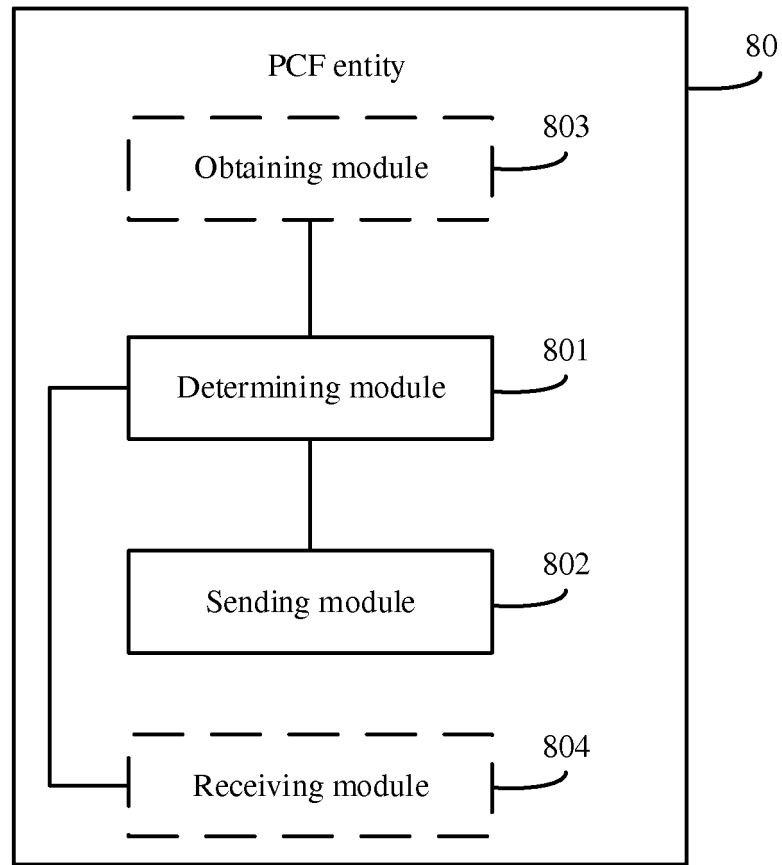 PCF entity
80
803
Obtaining module
801
Determining module
802
Sending module
804
Receiving module